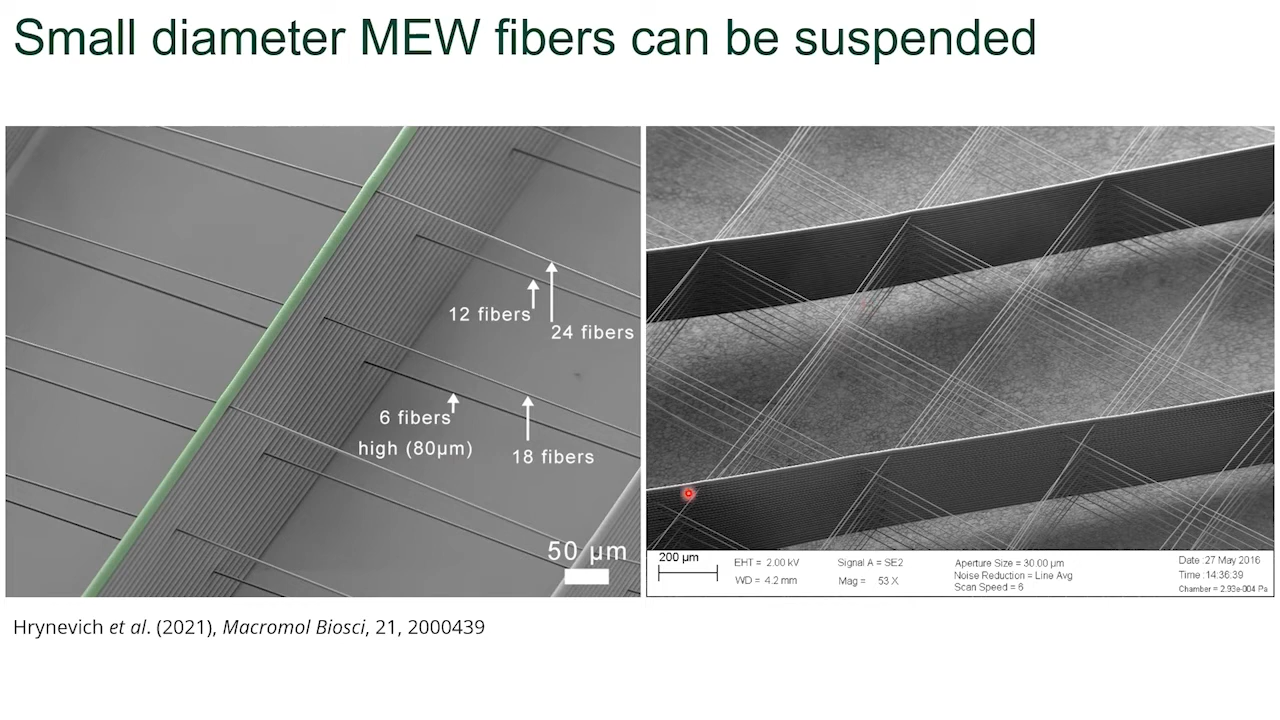 Small diameter MEW fibers can be suspended
12 fibers
24 fibers
6 fibers
high (80µm)
18 fibers
50 µm
200 µm
EHT = 2.00 kV
WD = 4.2 mm
Signal A = SE2
Mag = 53 X
Aperture Size = 30.00 µm
Noise Reduction = Line Avg
Scan Speed = 6
Date :27 May 2016
Time :14:36:39
Chamber = 2.93e-004 Pa
Hrynevich et al. (2021), Macromol Biosci, 21, 2000439